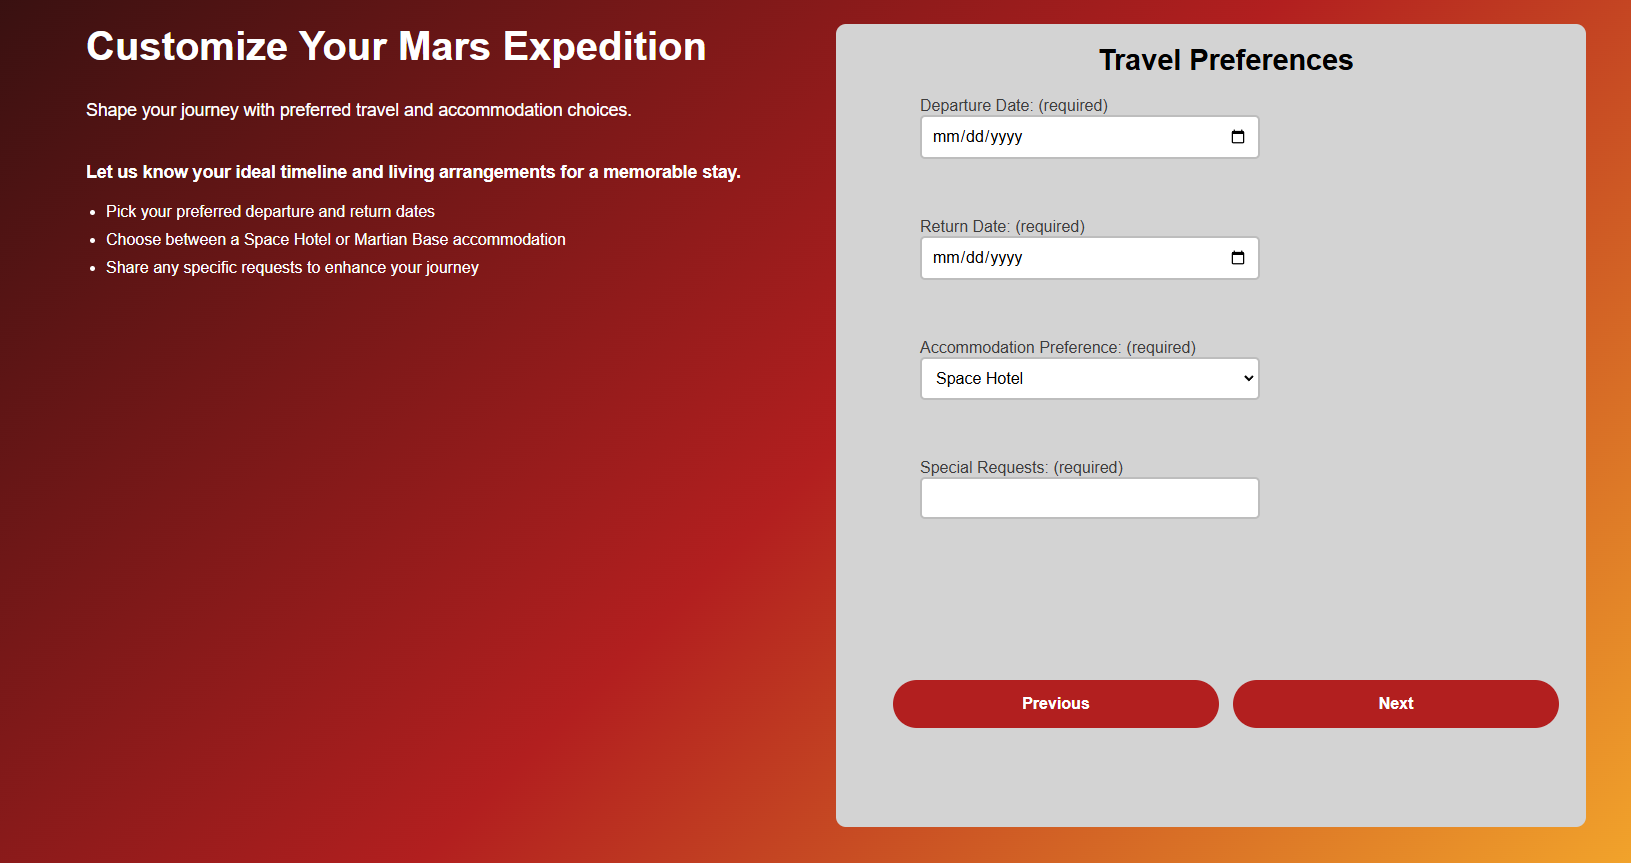 Customize Your Mars Expedition
Shape your journey with preferred travel and accommodation choices.
Let us know your ideal timeline and living arrangements for a memorable stay.
• Pick your preferred departure and return dates
• Choose between a Space Hotel or Martian Base accommodation
• Share any specific requests to enhance your journey
Travel Preferences
Departure Date: (required)
mm/dd/yyyy
Return Date: (required)
mm/dd/yyyy
Accommodation Preference: (required)
Space Hotel
Special Requests: (required)
Previous
Next